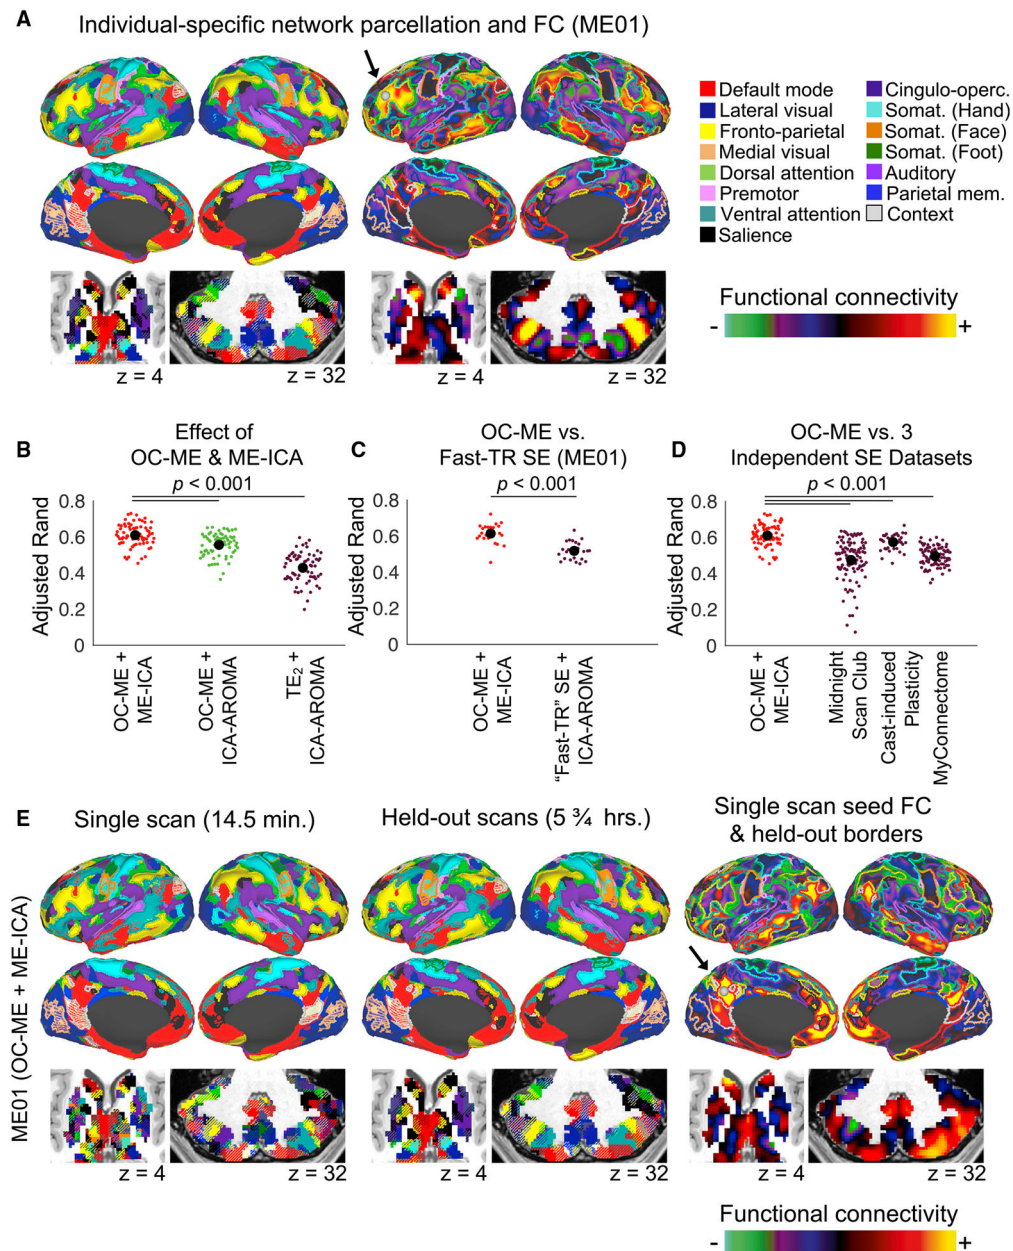 A
Individual-specific network parcellation and FC (ME01)
Default mode
Lateral visual
Fronto-parietal
Medial visual
Dorsal attention
Premotor
Ventral attention
Salience
Cingulo-operc.
Somat. (Hand)
Somat. (Face)
Somat. (Foot)
Auditory
Parietal mem.
Context
Functional connectivity
- +
z = 4
z = 32
z = 4
z = 32
B
Effect of
OC-ME & ME-ICA
p < 0.001
Adjusted Rand
0.8
0.6
0.4
0.2
0
OC-ME +
ME-ICA
OC-ME +
ICA-AROMA
TE₂ +
ICA-AROMA
C
OC-ME vs.
Fast-TR SE (ME01)
p < 0.001
Adjusted Rand
0.8
0.6
0.4
0.2
0
OC-ME +
ME-ICA
“Fast-TR” SE +
ICA-AROMA
D
OC-ME vs. 3
Independent SE Datasets
p < 0.001
Adjusted Rand
0.8
0.6
0.4
0.2
0
OC-ME +
ME-ICA
Midnight
Scan Club
Cast-induced
Plasticity
MyConnectome
E
Single scan (14.5 min.)
Held-out scans (5 ¾ hrs.)
Single scan seed FC
& held-out borders
ME01 (OC-ME + ME-ICA)
z = 4
z = 32
z = 4
z = 32
z = 4
z = 32
Functional connectivity
- +